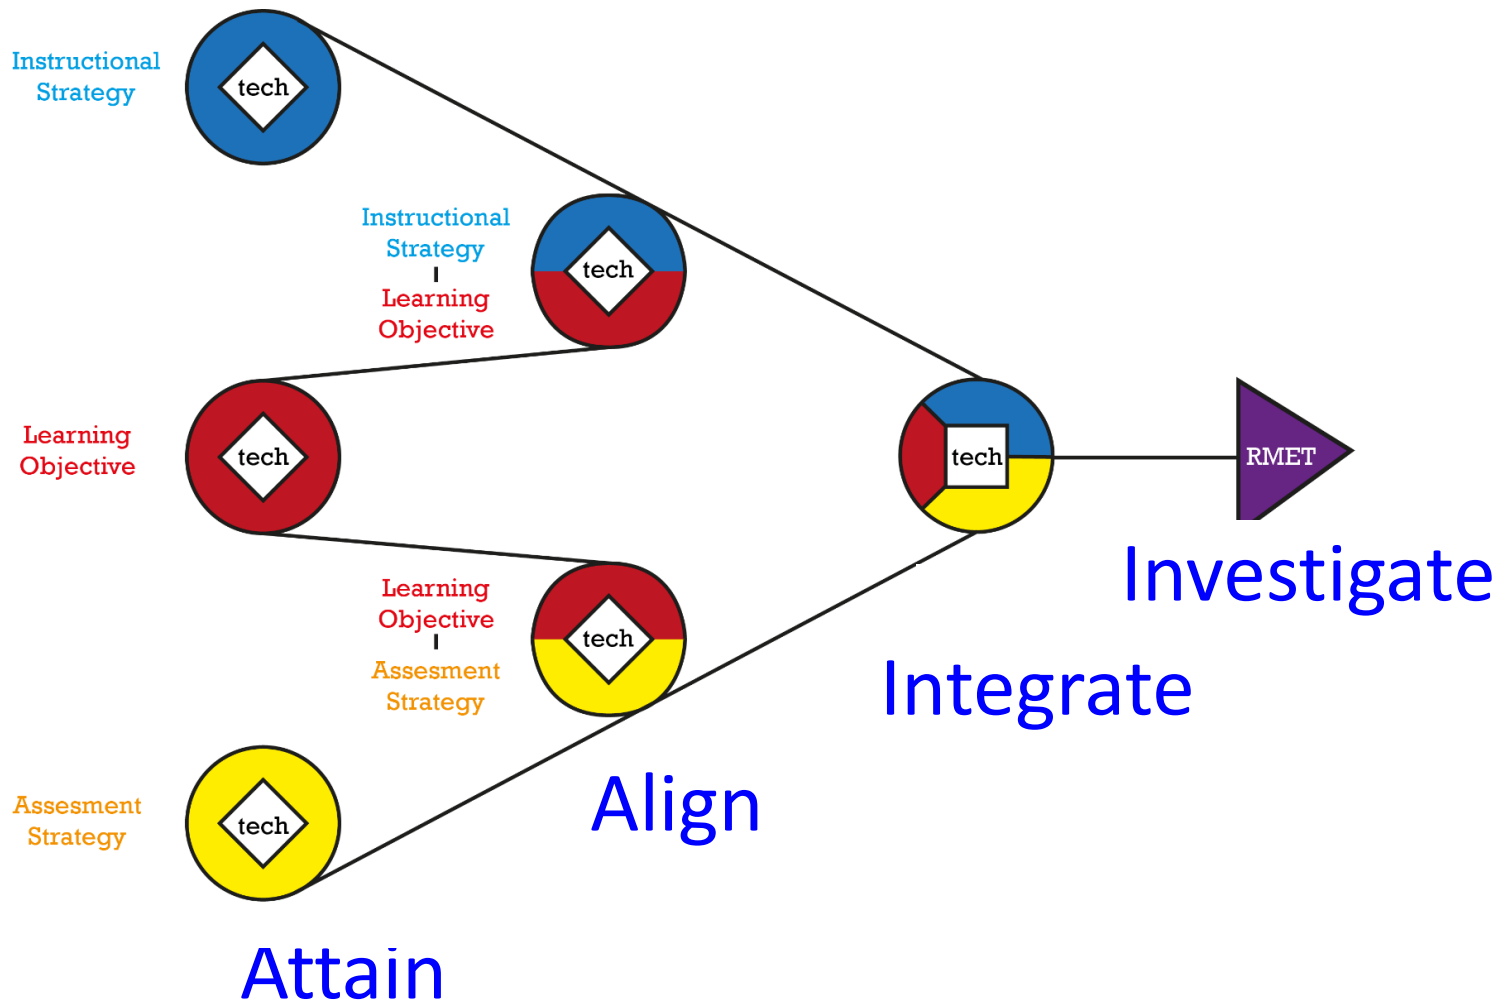 Instructional
Strategy
tech
Instructional
Strategy
Learning
Objective
tech
Learning
Objective
tech
tech
RMET
Investigate
Learning
Objective
Assesment
Strategy
tech
Integrate
Assesment
Strategy
tech
Align
Attain